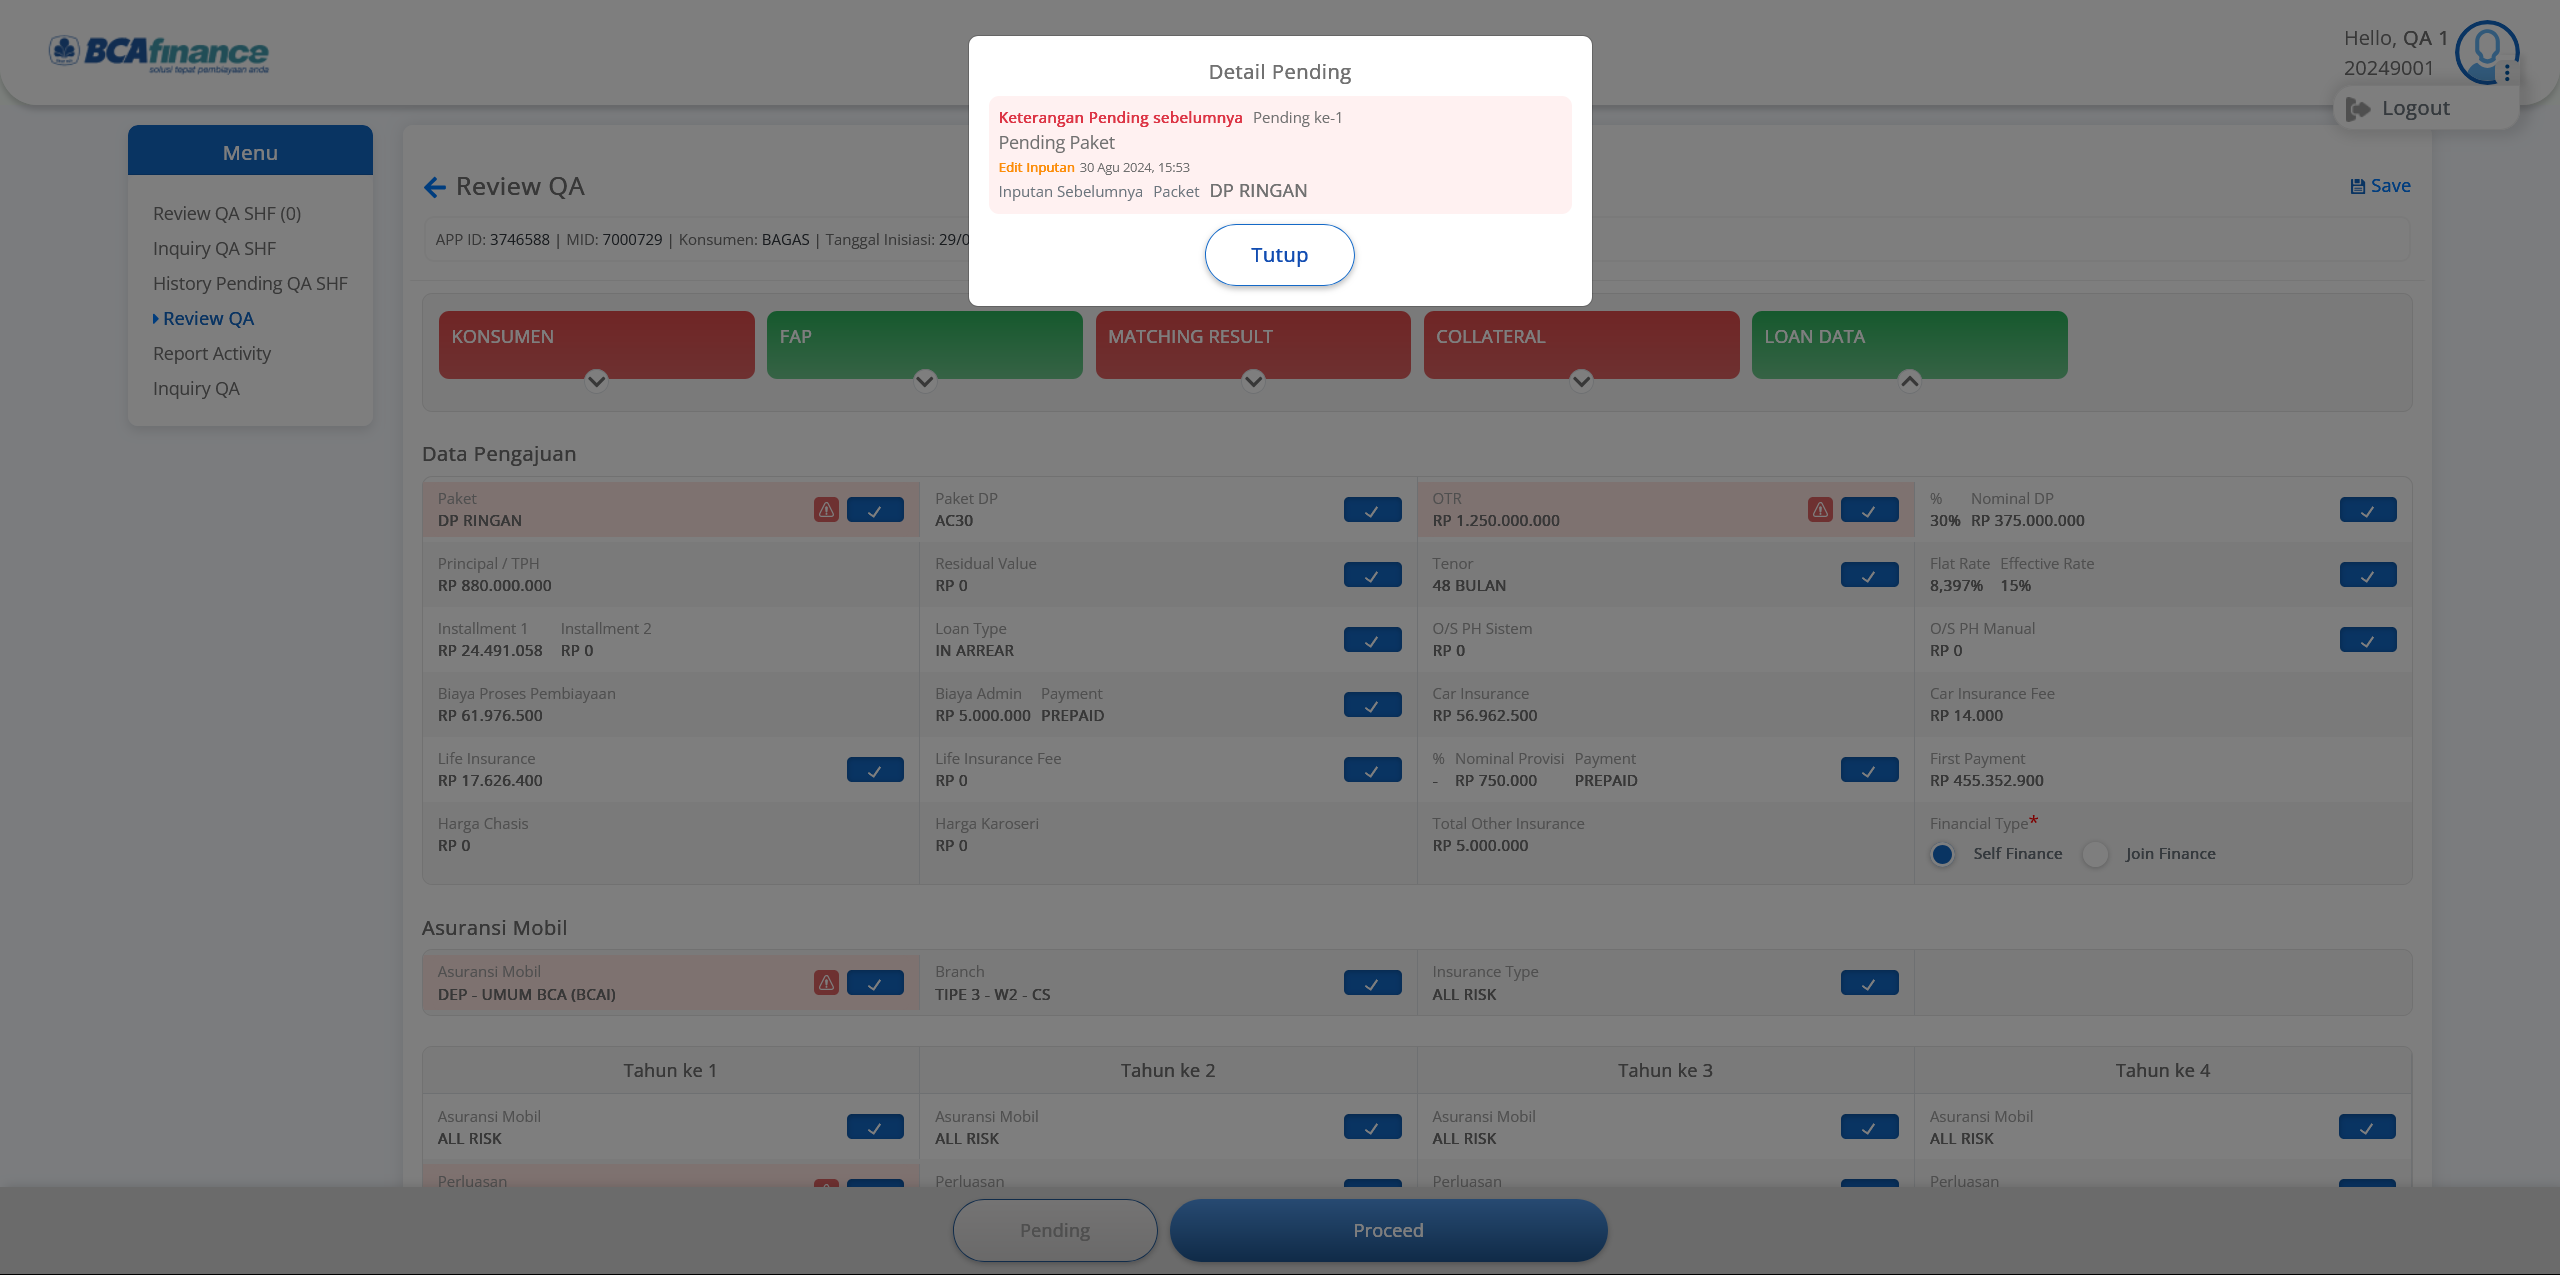 BCAfinance
solusi tepat pembiayaan anda
Hello, QA 1
20249001
Logout
Detail Pending
Keterangan Pending sebelumnya Pending ke-1
Pending Paket
Edit Inputan 30 Agu 2024, 15:53
Inputan Sebelumnya Packet DP RINGAN
Tutup
Menu
Review QA SHF (0)
Inquiry QA SHF
History Pending QA SHF
Review QA
Report Activity
Inquiry QA
Review QA
Save
APP ID: 3746588 | MID: 7000729 | Konsumen: BAGAS | Tanggal Inisiasi: 29/0
KONSUMEN FAP MATCHING RESULT COLLATERAL LOAN DATA
Data Pengajuan
Paket Paket DP OTR % Nominal DP
DP RINGAN AC30 RP 1.250.000.000 30% RP 375.000.000
Principal / TPH Residual Value Tenor Flat Rate Effective Rate
RP 880.000.000 RP 0 48 BULAN 8,397% 15%
Installment 1 Installment 2 Loan Type O/S PH Sistem O/S PH Manual
RP 24.491.058 RP 0 IN ARREAR RP 0 RP 0
Biaya Proses Pembiayaan Biaya Admin Payment Car Insurance Car Insurance Fee
RP 61.976.500 RP 5.000.000 PREPAID RP 56.962.500 RP 14.000
Life Insurance Life Insurance Fee % Nominal Provisi Payment First Payment
RP 17.626.400 RP 0 - RP 750.000 PREPAID RP 455.352.900
Harga Chasis Harga Karoseri Total Other Insurance Financial Type*
RP 0 RP 0 RP 5.000.000 Self Finance Join Finance
Asuransi Mobil
Asuransi Mobil Branch Insurance Type
DEP - UMUM BCA (BCAI) TIPE 3 - W2 - CS ALL RISK
Tahun ke 1 Tahun ke 2 Tahun ke 3 Tahun ke 4
Asuransi Mobil Asuransi Mobil Asuransi Mobil Asuransi Mobil
ALL RISK ALL RISK ALL RISK ALL RISK
Perluasan Perluasan Perluasan Perluasan
Pending Proceed